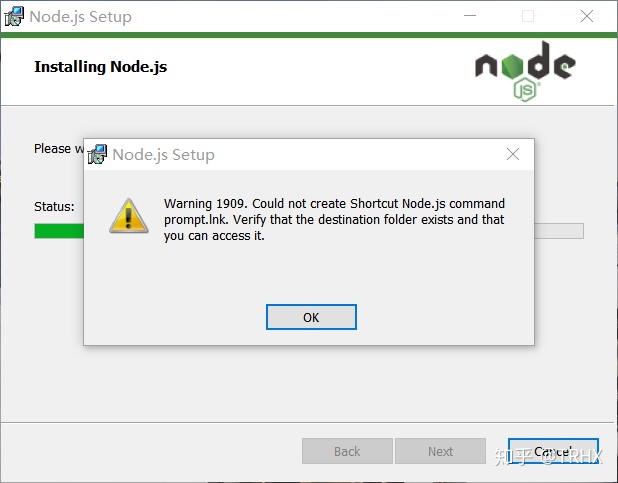 Node.js Setup
Installing Node.js
node
JS
Please w
Node.js Setup
Status:
Warning 1909. Could not create Shortcut Node.js command
prompt.lnk. Verify that the destination folder exists and that
you can access it.
OK
Back
Next
Cancel
知乎 @TRHX